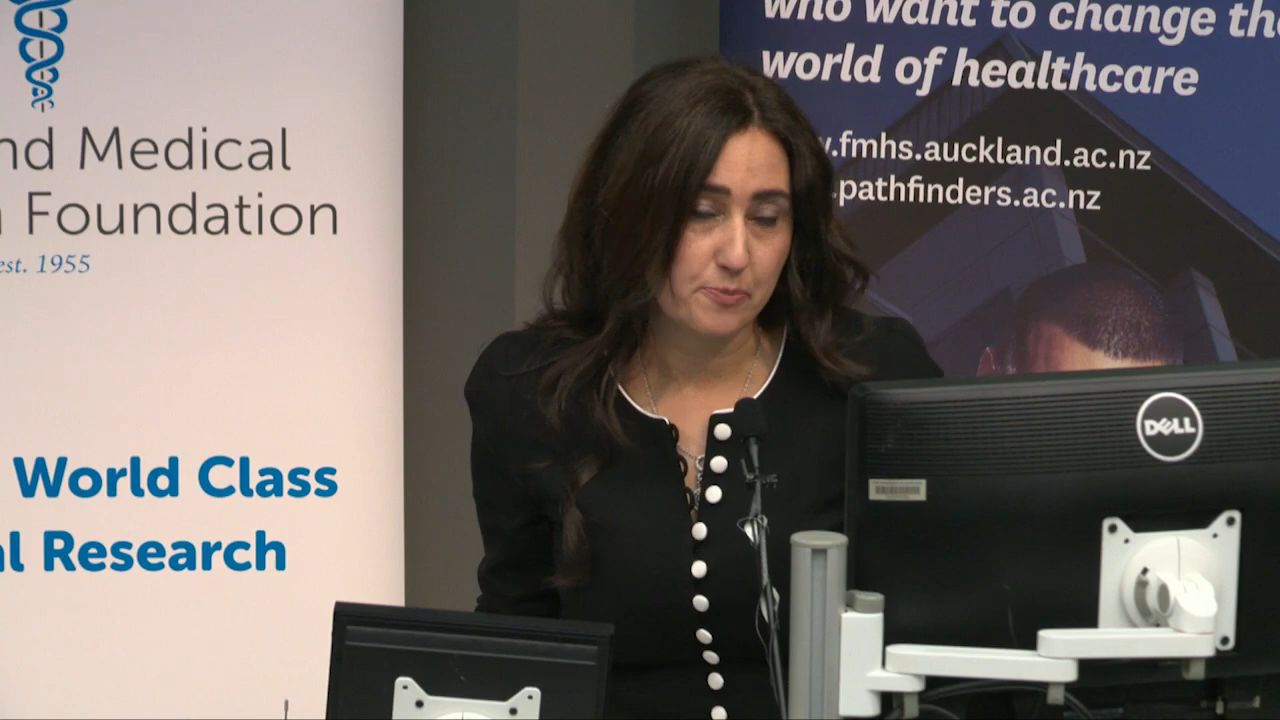 nd Medical
Foundation
est. 1955
World Class
al Research
who want to change the
world of healthcare
.fmhs.auckland.ac.nz
.pathfinders.ac.nz
DELL